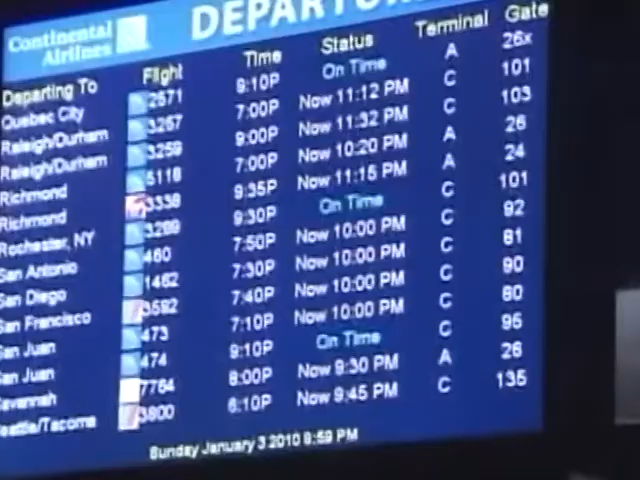 Continental Airlines DEPARTU
Departing To Flight Time Status Terminal Gate
Quebec City 2571 9:10P On Time A 26x
Raleigh/Durham 3257 7:00P Now 11:12 PM C 101
Raleigh/Durham 3259 9:00P Now 11:32 PM C 103
Richmond 5118 7:00P Now 10:20 PM A 26
Richmond 3338 9:35P Now 11:15 PM A 24
Rochester, NY 3269 9:30P On Time C 101
San Antonio 460 7:50P Now 10:00 PM C 92
San Diego 1462 7:30P Now 10:00 PM C 81
San Francisco 3592 7:40P Now 10:00 PM C 90
San Juan 473 7:10P Now 10:00 PM C 80
San Juan 474 9:10P On Time C 95
Savannah 7764 8:00P Now 9:30 PM A 26
Seattle/Tacoma 3800 6:10P Now 9:45 PM C 135
Sunday January 3 2010 8:59 PM